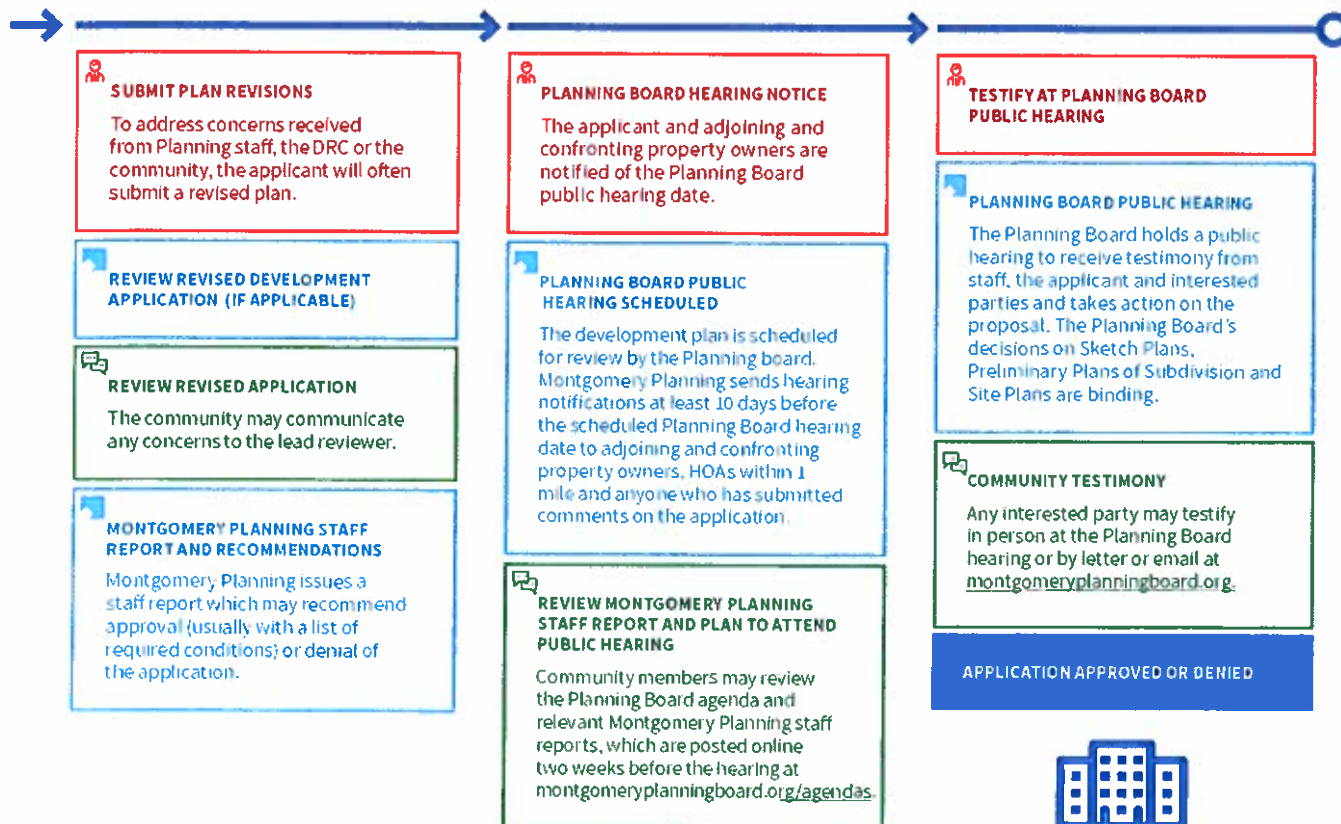 SUBMIT PLAN REVISIONS
To address concerns received
from Planning staff, the DRC or the
community, the applicant will often
submit a revised plan.
REVIEW REVISED DEVELOPMENT
APPLICATION (IF APPLICABLE)
REVIEW REVISED APPLICATION
The community may communicate
any concerns to the lead reviewer.
MONTGOMERY PLANNING STAFF
REPORT AND RECOMMENDATIONS
Montgomery Planning issues a
staff report which may recommend
approval (usually with a list of
required conditions) or denial of
the application.
PLANNING BOARD HEARING NOTICE
The applicant and adjoining and
confronting property owners are
notified of the Planning Board
public hearing date.
PLANNING BOARD PUBLIC
HEARING SCHEDULED
The development plan is scheduled
for review by the Planning board.
Montgomery Planning sends hearing
notifications at least 10 days before
the scheduled Planning Board hearing
date to adjoining and confronting
property owners, HOAs within 1
mile and anyone who has submitted
comments on the application.
REVIEW MONTGOMERY PLANNING
STAFF REPORT AND PLAN TO ATTEND
PUBLIC HEARING
Community members may review
the Planning Board agenda and
relevant Montgomery Planning staff
reports, which are posted online
two weeks before the hearing at
montgomeryplanningboard.org/agendas.
TESTIFY AT PLANNING BOARD
PUBLIC HEARING
PLANNING BOARD PUBLIC HEARING
The Planning Board holds a public
hearing to receive testimony from
staff, the applicant and interested
parties and takes action on the
proposal. The Planning Board's
decisions on Sketch Plans,
Preliminary Plans of Subdivision and
Site Plans are binding.
COMMUNITY TESTIMONY
Any interested party may testify
in person at the Planning Board
hearing or by letter or email at
montgomeryplanningboard.org.
APPLICATION APPROVED OR DENIED